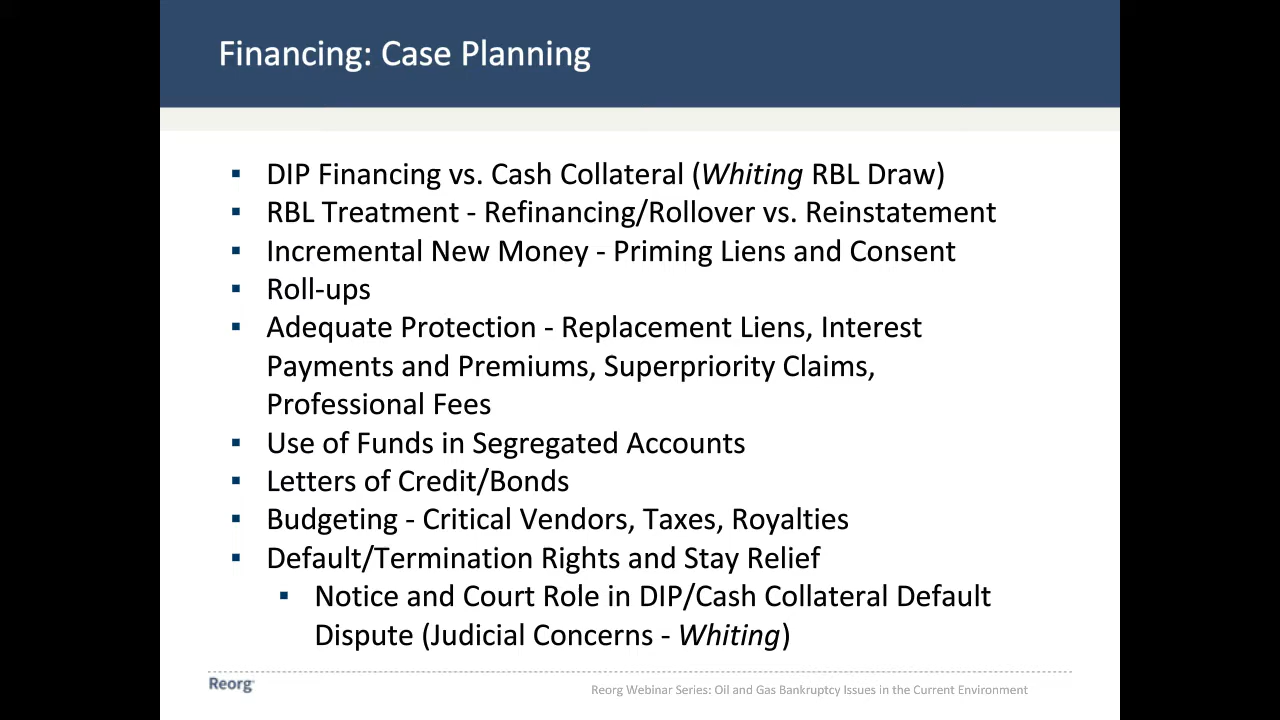 Financing: Case Planning
▪ DIP Financing vs. Cash Collateral (Whiting RBL Draw)
▪ RBL Treatment - Refinancing/Rollover vs. Reinstatement
▪ Incremental New Money - Priming Liens and Consent
▪ Roll-ups
▪ Adequate Protection - Replacement Liens, Interest
Payments and Premiums, Superpriority Claims,
Professional Fees
▪ Use of Funds in Segregated Accounts
▪ Letters of Credit/Bonds
▪ Budgeting - Critical Vendors, Taxes, Royalties
▪ Default/Termination Rights and Stay Relief
▪ Notice and Court Role in DIP/Cash Collateral Default
Dispute (Judicial Concerns - Whiting)
Reorg
Reorg Webinar Series: Oil and Gas Bankruptcy Issues in the Current Environment